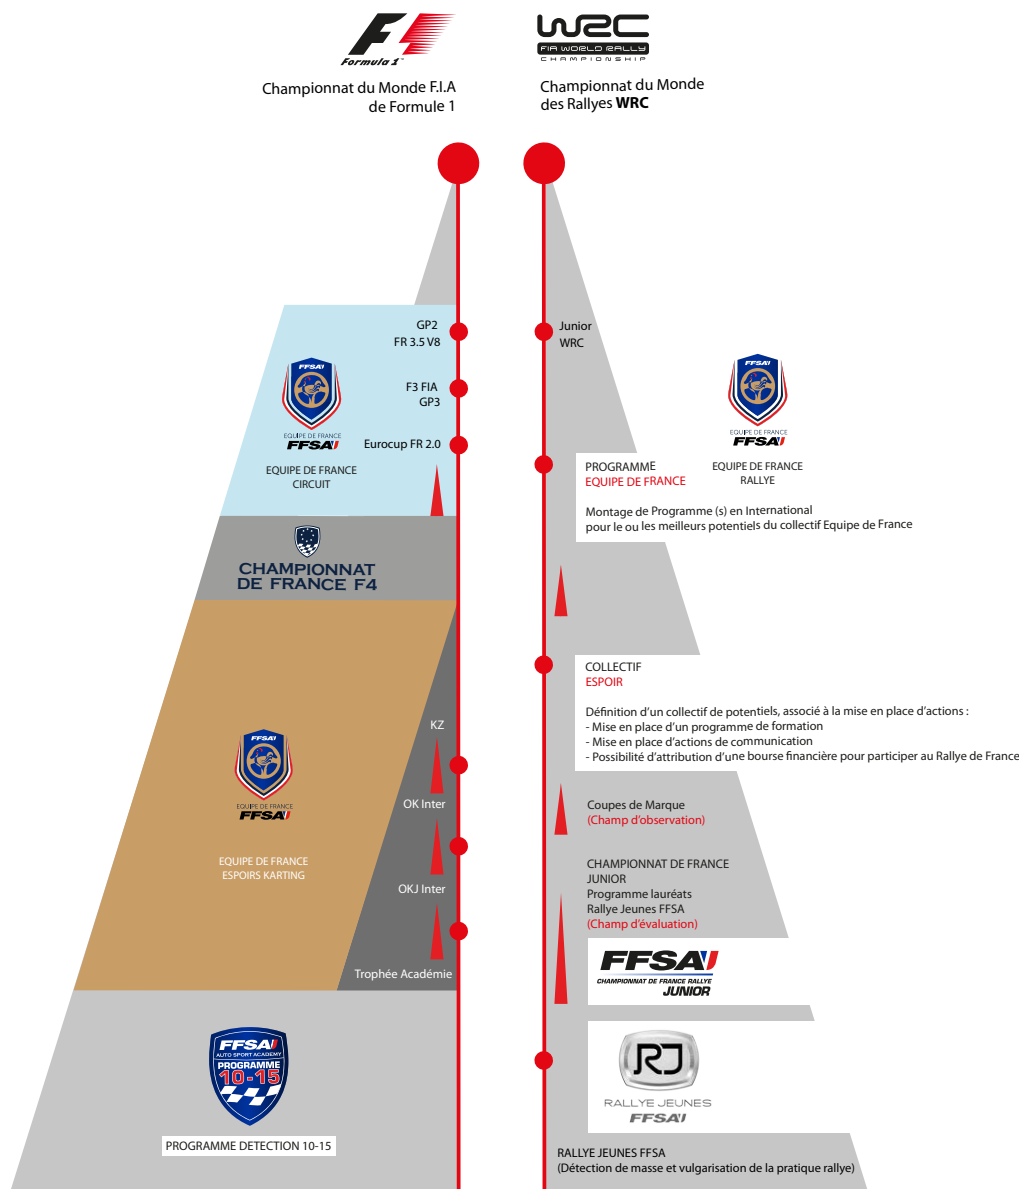 F1
Formula 1
Championnat du Monde F.I.A
de Formule 1
WRC
FIA WORLD RALLY
CHAMPIONSHIP
Championnat du Monde
des Rallyes WRC
GP2
FR 3.5 V8
F3 FIA
GP3
Eurocup FR 2.0
FFSA
EQUIPE DE FRANCE
FFSA
EQUIPE DE FRANCE
CIRCUIT
CHAMPIONNAT
DE FRANCE F4
KZ
OK Inter
OKJ Inter
Trophée Académie
FFSA
EQUIPE DE FRANCE
FFSA
EQUIPE DE FRANCE
ESPOIRS KARTING
FFSA
AUTO SPORT ACADEMY
PROGRAMME
10-15
PROGRAMME DETECTION 10-15
Junior
WRC
FFSA
EQUIPE DE FRANCE
FFSA
EQUIPE DE FRANCE
RALLYE
PROGRAMME
EQUIPE DE FRANCE
Montage de Programme (s) en International
pour le ou les meilleurs potentiels du collectif Equipe de France
COLLECTIF
ESPOIR
Définition d'un collectif de potentiels, associé à la mise en place d'actions :
- Mise en place d'un programme de formation
- Mise en place d'actions de communication
- Possibilité d'attribution d'une bourse financière pour participer au Rallye de France
Coupes de Marque
(Champ d'observation)
CHAMPIONNAT DE FRANCE
JUNIOR
Programme lauréats
Rallye Jeunes FFSA
(Champ d'évaluation)
FFSA
CHAMPIONNAT DE FRANCE RALLYE
JUNIOR
RJ
RALLYE JEUNES
FFSA
RALLYE JEUNES FFSA
(Détection de masse et vulgarisation de la pratique rallye)